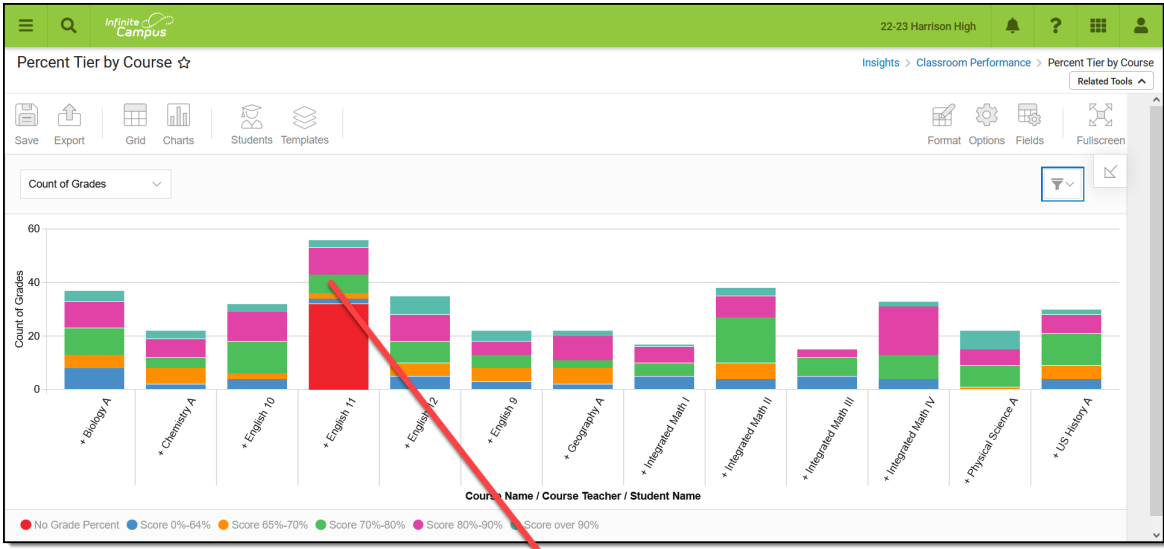 Infinite
Campus
22-23 Harrison High
?
Percent Tier by Course
Insights > Classroom Performance > Percent Tier by Course
Related Tools
Save Export Grid Charts Students Templates Format Options Fields Fullscreen
Count of Grades
60
40
20
0
Count of Grades
+ Biology A
+ Chemistry A
+ English 10
+ English 11
+ English 12
+ English 9
+ Geography A
+ Integrated Math I
+ Integrated Math II
+ Integrated Math III
+ Integrated Math IV
+ Physical Science A
+ US History A
Course Name / Course Teacher / Student Name
No Grade Percent Score 0%-64% Score 65%-70% Score 70%-80% Score 80%-90% Score over 90%